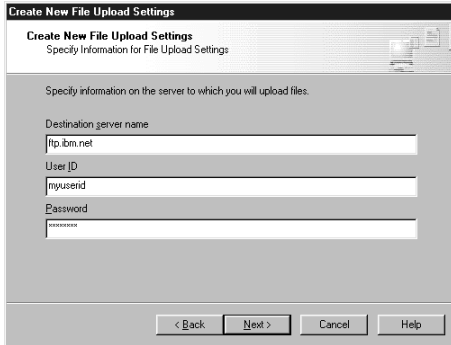 Create New File Upload Settings
Create New File Upload Settings
Specify Information for File Upload Settings
Specify information on the server to which you will upload files.
Destination server name
ftp.ibm.net
User ID
myuserid
Password
xxxxxxxx
< Back Next > Cancel Help